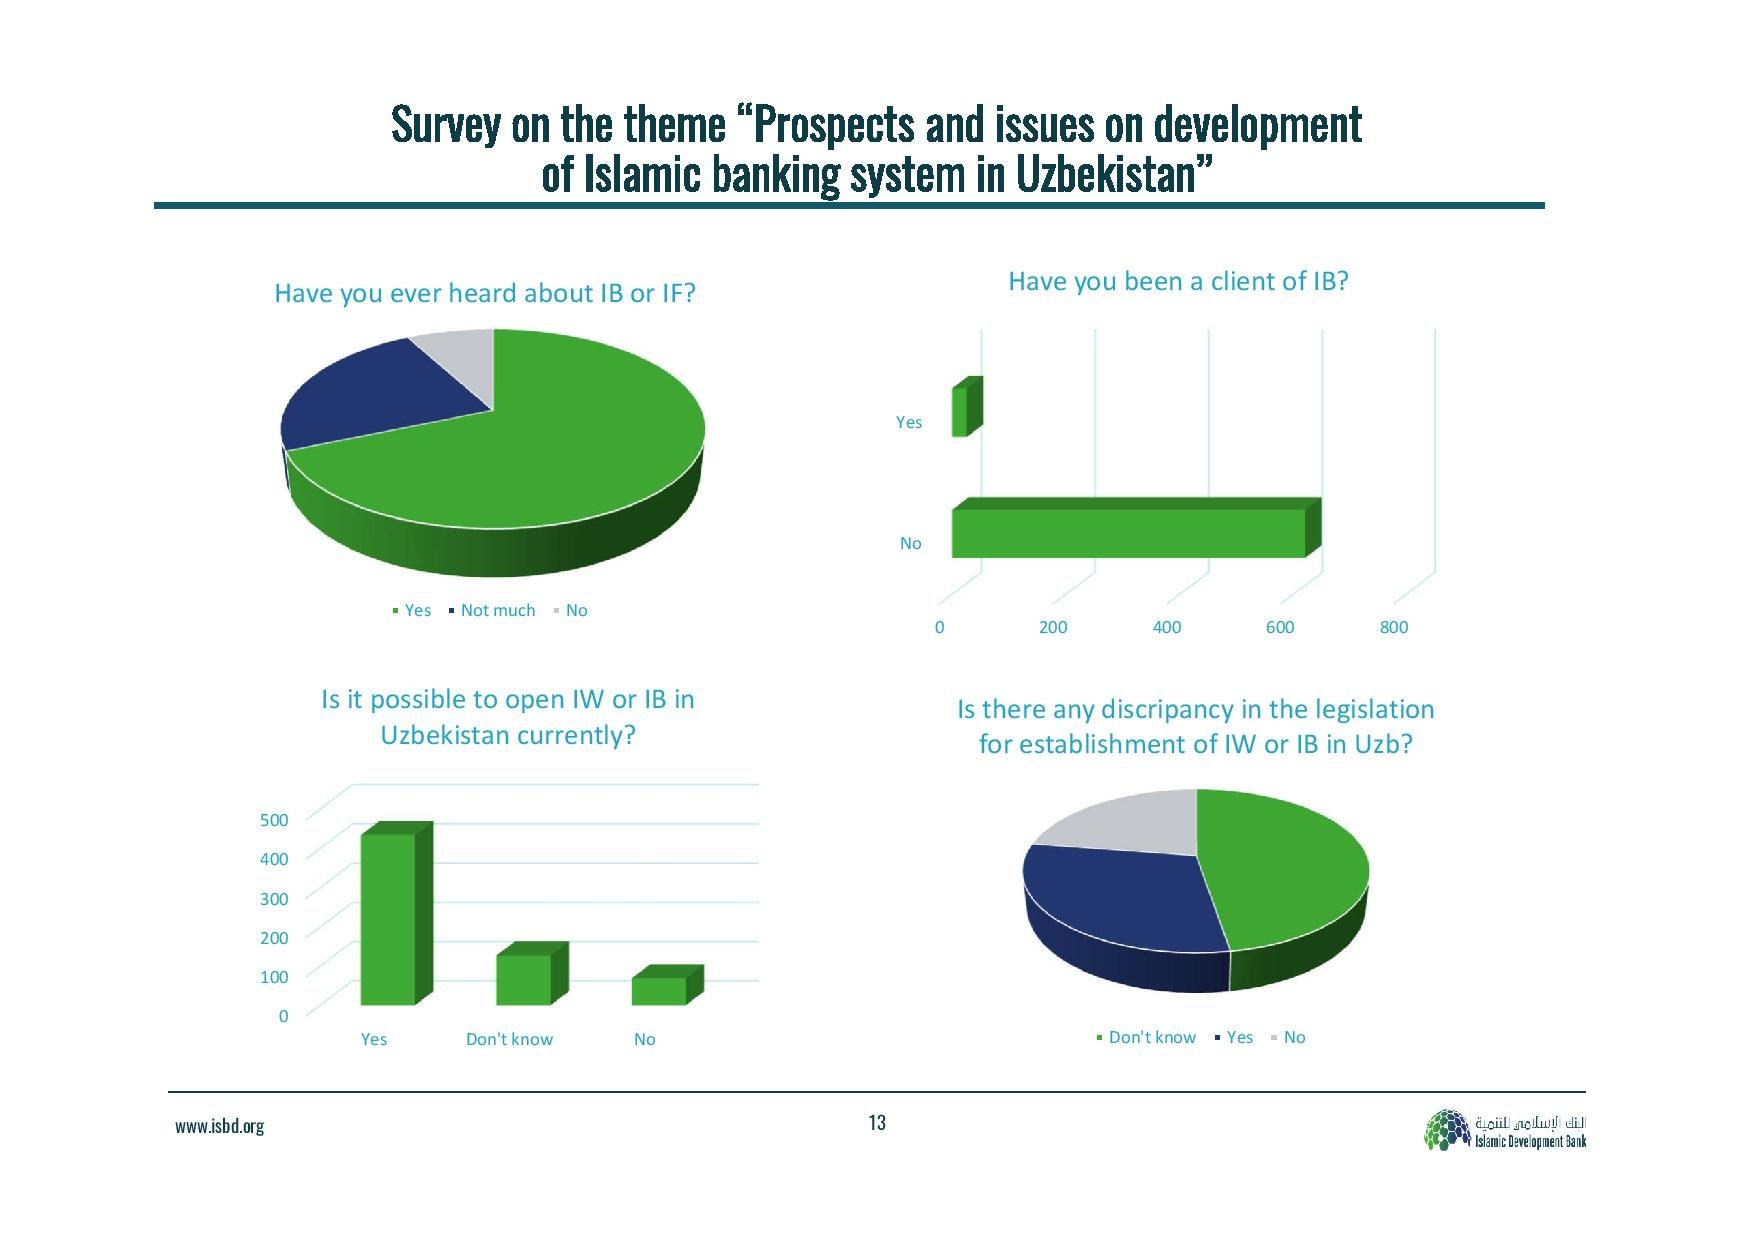 Survey on the theme “Prospects and issues on development
of Islamic banking system in Uzbekistan”
Have you ever heard about IB or IF?
Yes Not much No
Have you been a client of IB?
Yes
No
0 200 400 600 800
Is it possible to open IW or IB in
Uzbekistan currently?
500
400
300
200
100
0
Yes Don't know No
Is there any discripancy in the legislation
for establishment of IW or IB in Uzb?
Don't know Yes No
www.isbd.org
13
البنك الإسلامي للتنمية
Islamic Development Bank